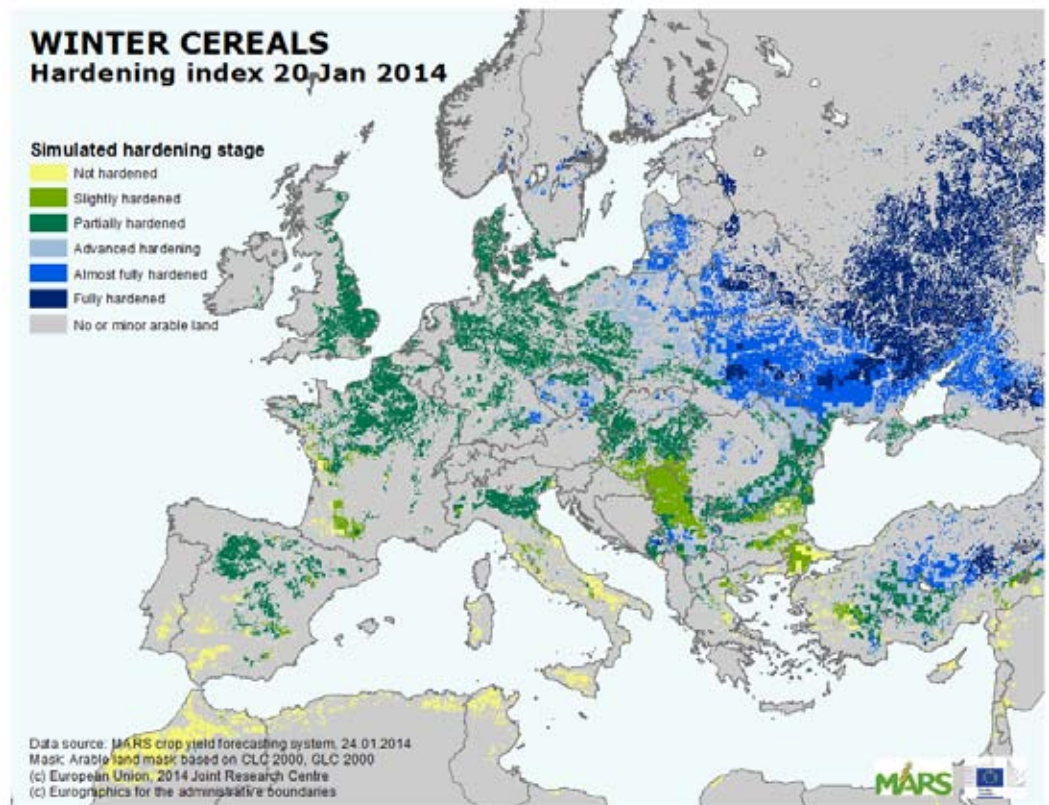 WINTER CEREALS
Hardening index 20 Jan 2014
Simulated hardening stage
Not hardened
Slightly hardened
Partially hardened
Advanced hardening
Almost fully hardened
Fully hardened
No or minor arable land
Data source: MARS crop yield forecasting system, 24.01.2014
Mask: Arable land mask based on CLC 2000, GLC 2000
(c) European Union, 2014 Joint Research Centre
(c) Eurographics for the administrative boundaries
MARS